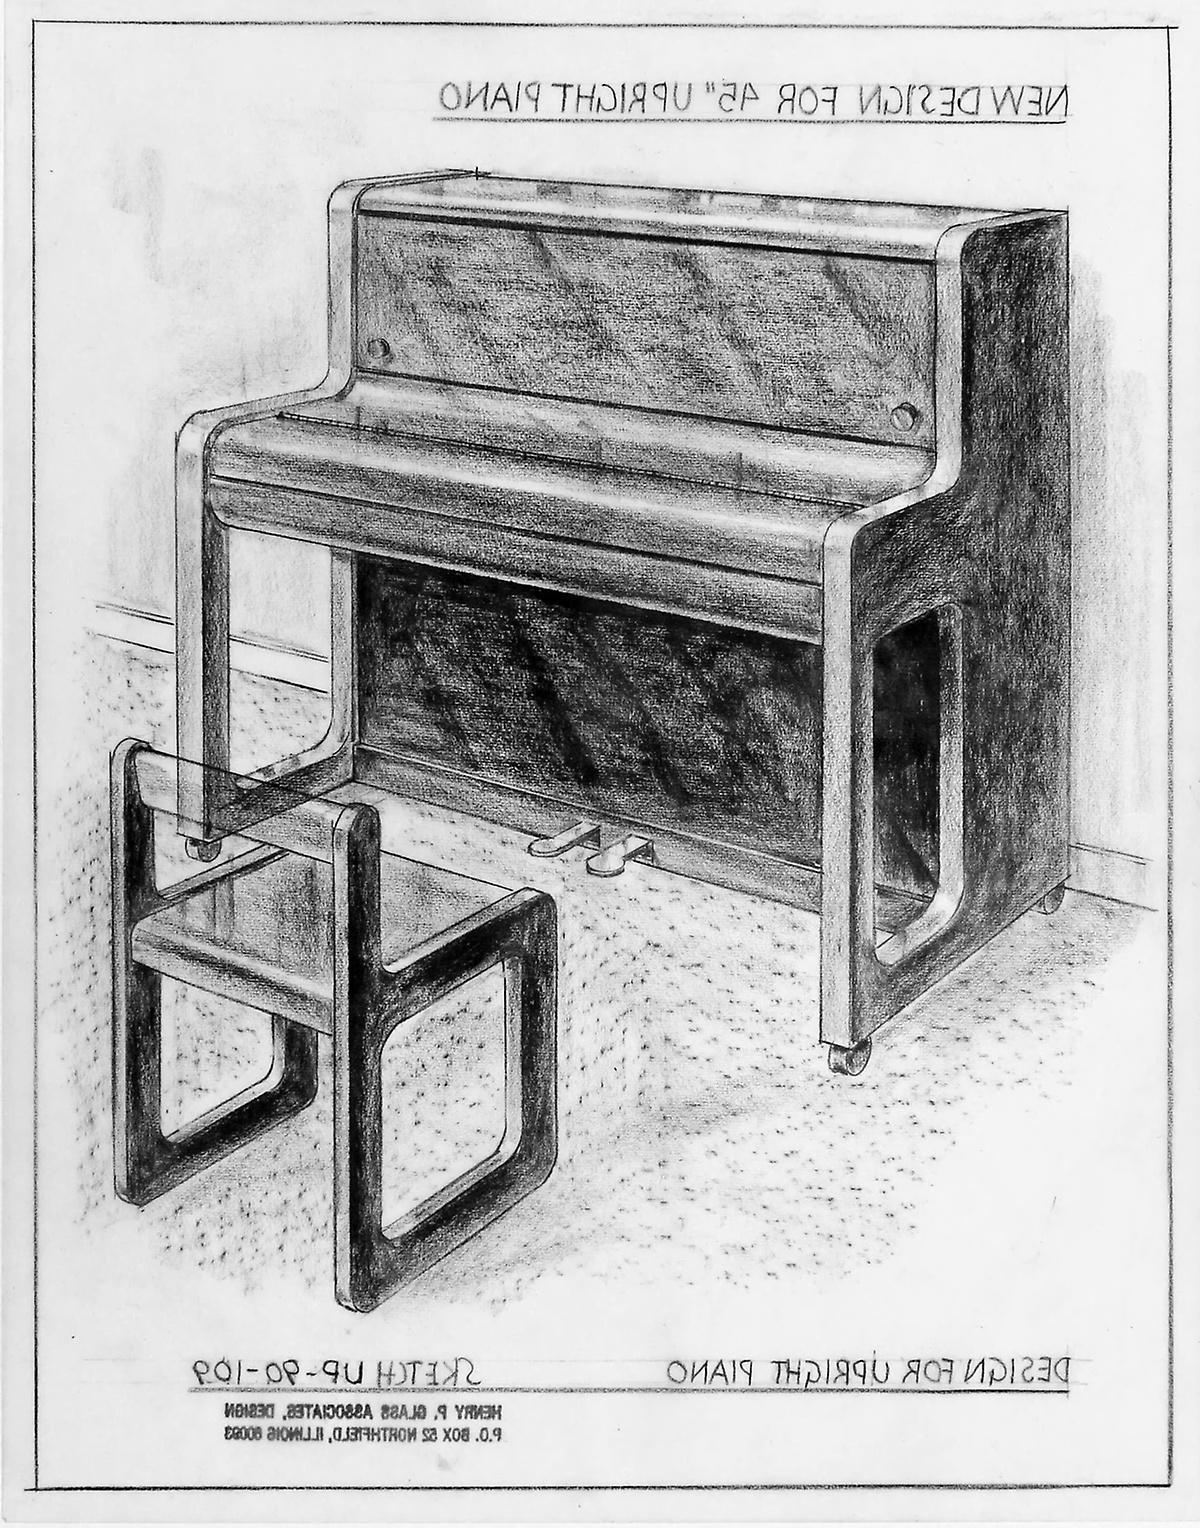 NEW DESIGN FOR 45" UPRIGHT PIANO
DESIGN FOR UPRIGHT PIANO SKETCH UP-90-109
HENRY P. GLASS ASSOCIATES, DESIGN
P.O. BOX 52 NORTHFIELD, ILLINOIS 60093